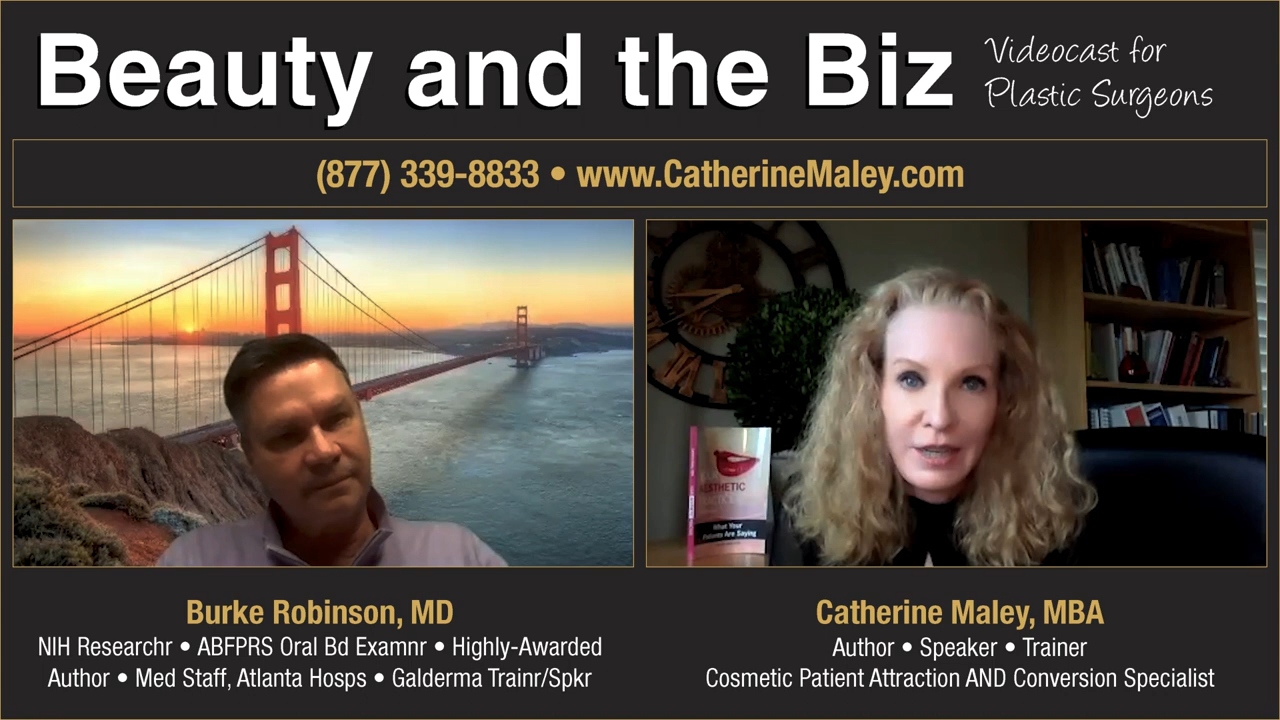 Beauty and the Biz
Videocast for
Plastic Surgeons
(877) 339-8833 • www.CatherineMaley.com
AESTHETIC
What Your
Patients Are Saying
Burke Robinson, MD
NIH Researchr • ABFPRS Oral Bd Examnr • Highly-Awarded
Author • Med Staff, Atlanta Hosps • Galderma Trainr/Spkr
Catherine Maley, MBA
Author • Speaker • Trainer
Cosmetic Patient Attraction AND Conversion Specialist